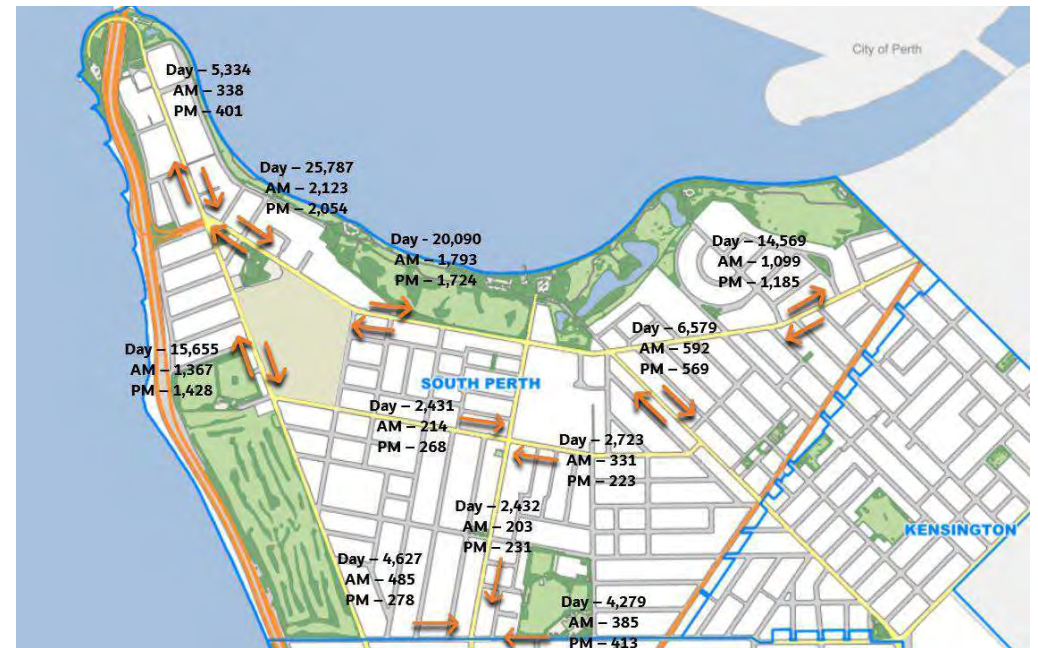 City of Perth
Day – 5,334
AM – 338
PM – 401
Day – 25,787
AM – 2,123
PM – 2,054
Day - 20,090
AM – 1,793
PM – 1,724
Day – 14,569
AM – 1,099
PM – 1,185
Day – 6,579
AM – 592
PM – 569
Day – 15,655
AM – 1,367
PM – 1,428
SOUTH PERTH
Day – 2,431
AM – 214
PM – 268
Day – 2,723
AM – 331
PM – 223
Day – 2,432
AM – 203
PM – 231
KENSINGTON
Day – 4,627
AM – 485
PM – 278
Day – 4,279
AM – 385
PM – 413